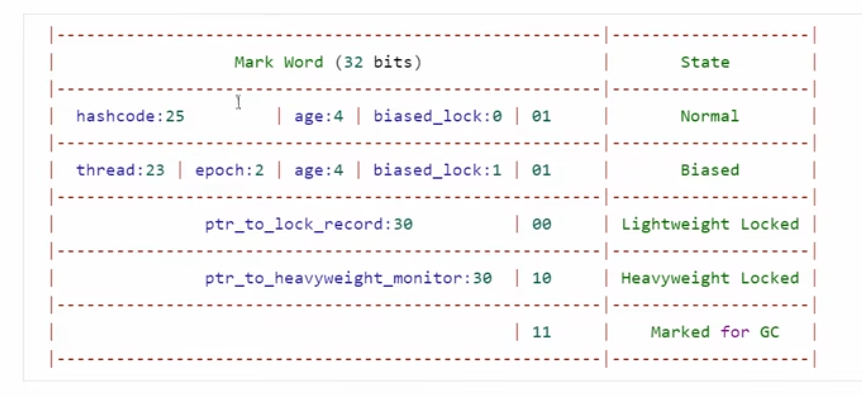 |--------------------------------------------------------|--------------------|
| Mark Word (32 bits) | State |
|--------------------------------------------------------|--------------------|
| hashcode:25 | age:4 | biased_lock:0 | 01 | Normal |
|--------------------------------------------------------|--------------------|
| thread:23 | epoch:2 | age:4 | biased_lock:1 | 01 | Biased |
|--------------------------------------------------------|--------------------|
| ptr_to_lock_record:30 | 00 | Lightweight Locked |
|--------------------------------------------------------|--------------------|
| ptr_to_heavyweight_monitor:30 | 10 | Heavyweight Locked |
|--------------------------------------------------------|--------------------|
| | 11 | Marked for GC |
|--------------------------------------------------------|--------------------|